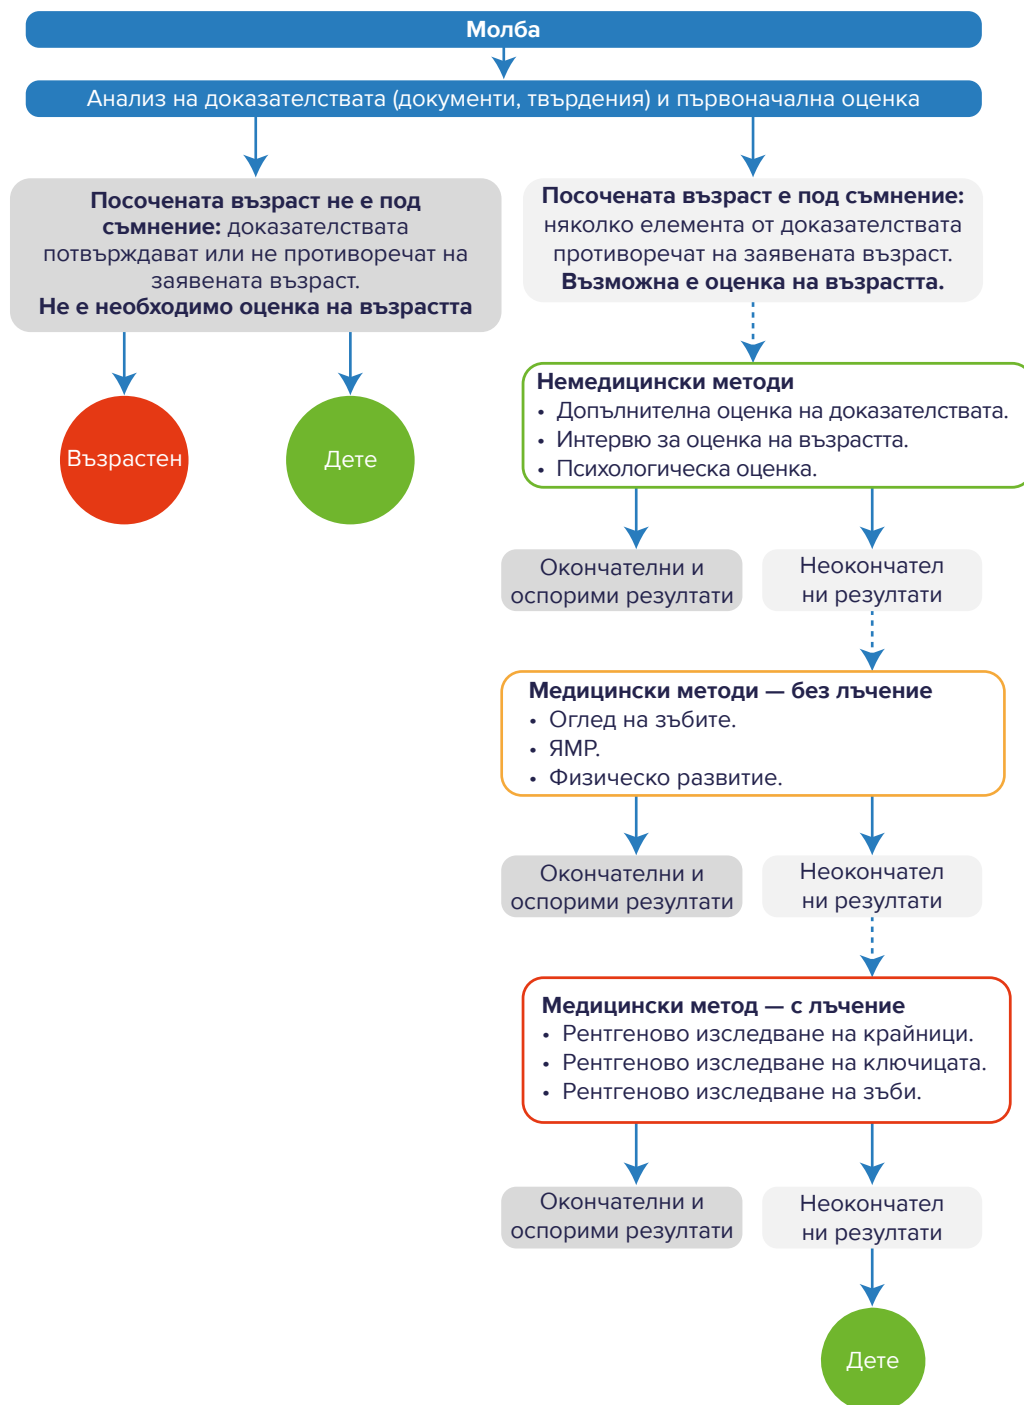 Молба
Анализ на доказателствата (документи, твърдения) и първоначална оценка
Посочената възраст не е под
съмнение: доказателствата
потвърждават или не противоречат на
заявената възраст.
Не е необходимо оценка на възрастта
Посочената възраст е под съмнение:
няколко елемента от доказателствата
противоречат на заявената възраст.
Възможна е оценка на възрастта.
Възрастен
Дете
Немедицински методи
• Допълнителна оценка на доказателствата.
• Интервю за оценка на възрастта.
• Психологическа оценка.
Окончателни и
оспорими резултати
Неокончател
ни резултати
Медицински методи — без лъчение
• Оглед на зъбите.
• ЯМР.
• Физическо развитие.
Окончателни и
оспорими резултати
Неокончател
ни резултати
Медицински метод — с лъчение
• Рентгеново изследване на крайници.
• Рентгеново изследване на ключицата.
• Рентгеново изследване на зъби.
Окончателни и
оспорими резултати
Неокончател
ни резултати
Дете